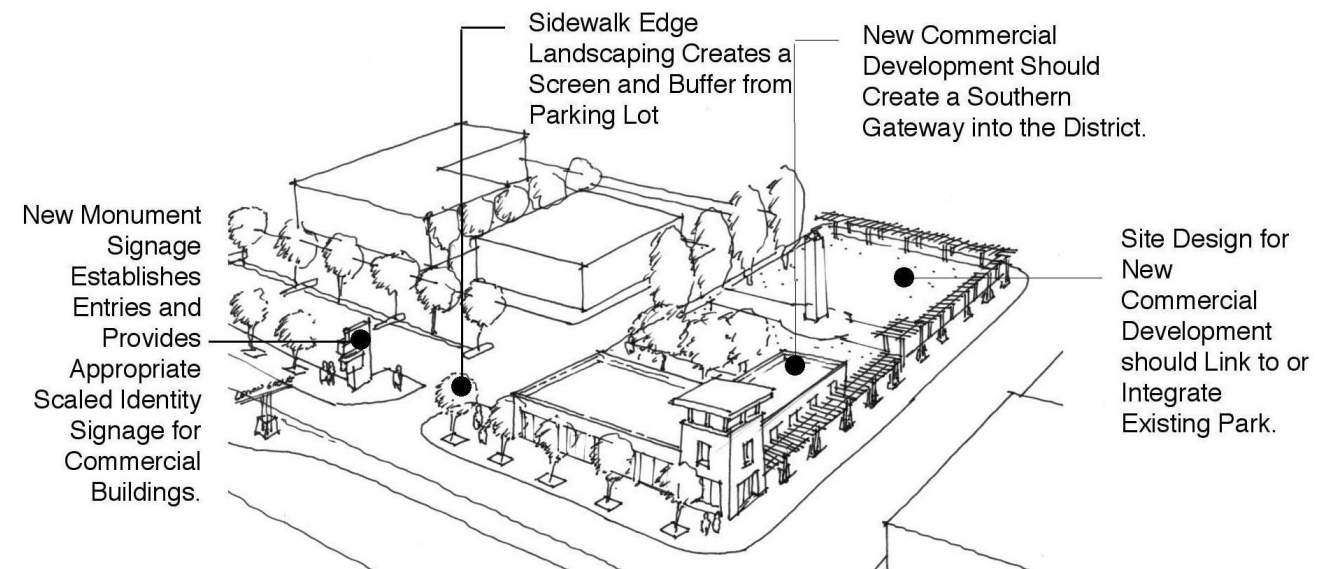 Sidewalk Edge
Landscaping Creates a
Screen and Buffer from
Parking Lot
New Commercial
Development Should
Create a Southern
Gateway into the District.
New Monument
Signage
Establishes
Entries and
Provides
Appropriate
Scaled Identity
Signage for
Commercial
Buildings.
Site Design for
New
Commercial
Development
should Link to or
Integrate
Existing Park.